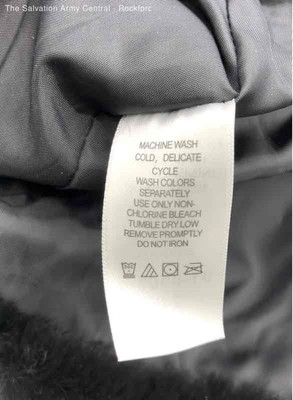 The Salvation Army Central - Rockford
MACHINE WASH
COLD, DELICATE
CYCLE
WASH COLORS
SEPARATELY
USE ONLY NON-
CHLORINE BLEACH
TUMBLE DRY LOW
REMOVE PROMPTLY
DO NOT IRON